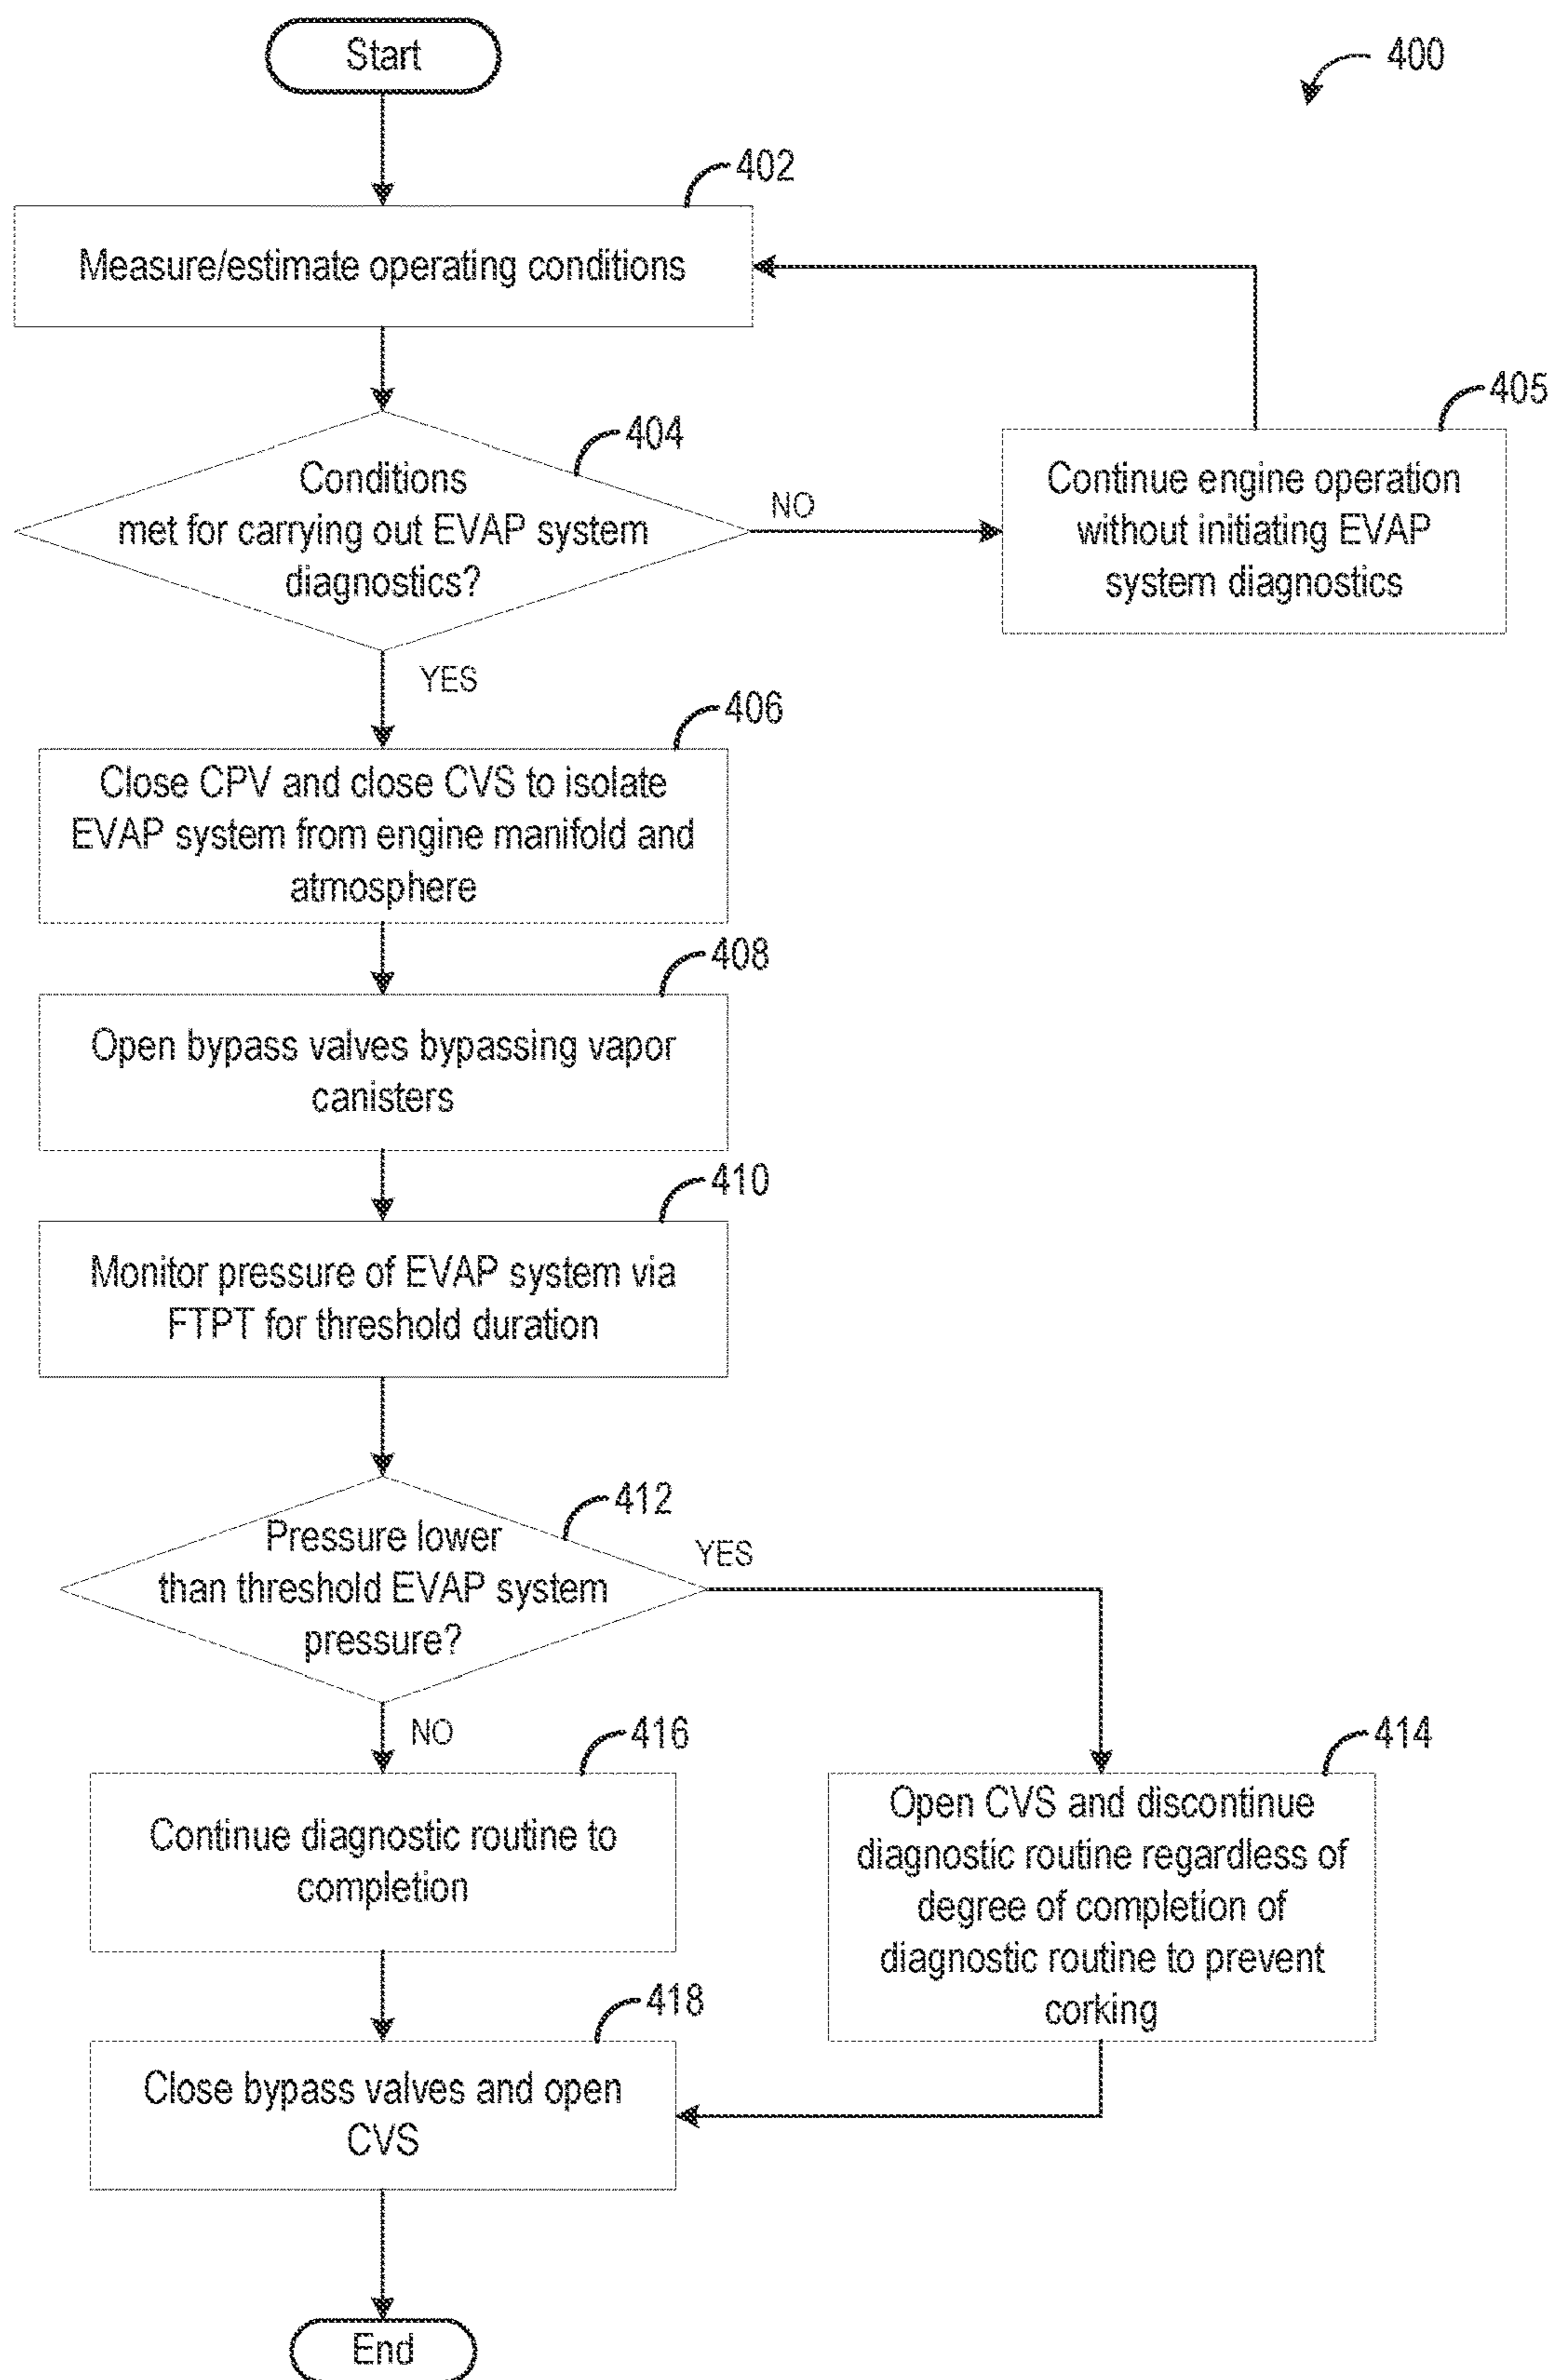 Start
400
402
Measure/estimate operating conditions
404
Conditions
met for carrying out EVAP system
diagnostics?
NO
405
Continue engine operation
without initiating EVAP
system diagnostics
YES
406
Close CPV and close CVS to isolate
EVAP system from engine manifold and
atmosphere
408
Open bypass valves bypassing vapor
canisters
410
Monitor pressure of EVAP system via
FTPT for threshold duration
412
Pressure lower
than threshold EVAP system
pressure?
YES
NO
416
Continue diagnostic routine to
completion
414
Open CVS and discontinue
diagnostic routine regardless of
degree of completion of
diagnostic routine to prevent
corking
418
Close bypass valves and open
CVS
End